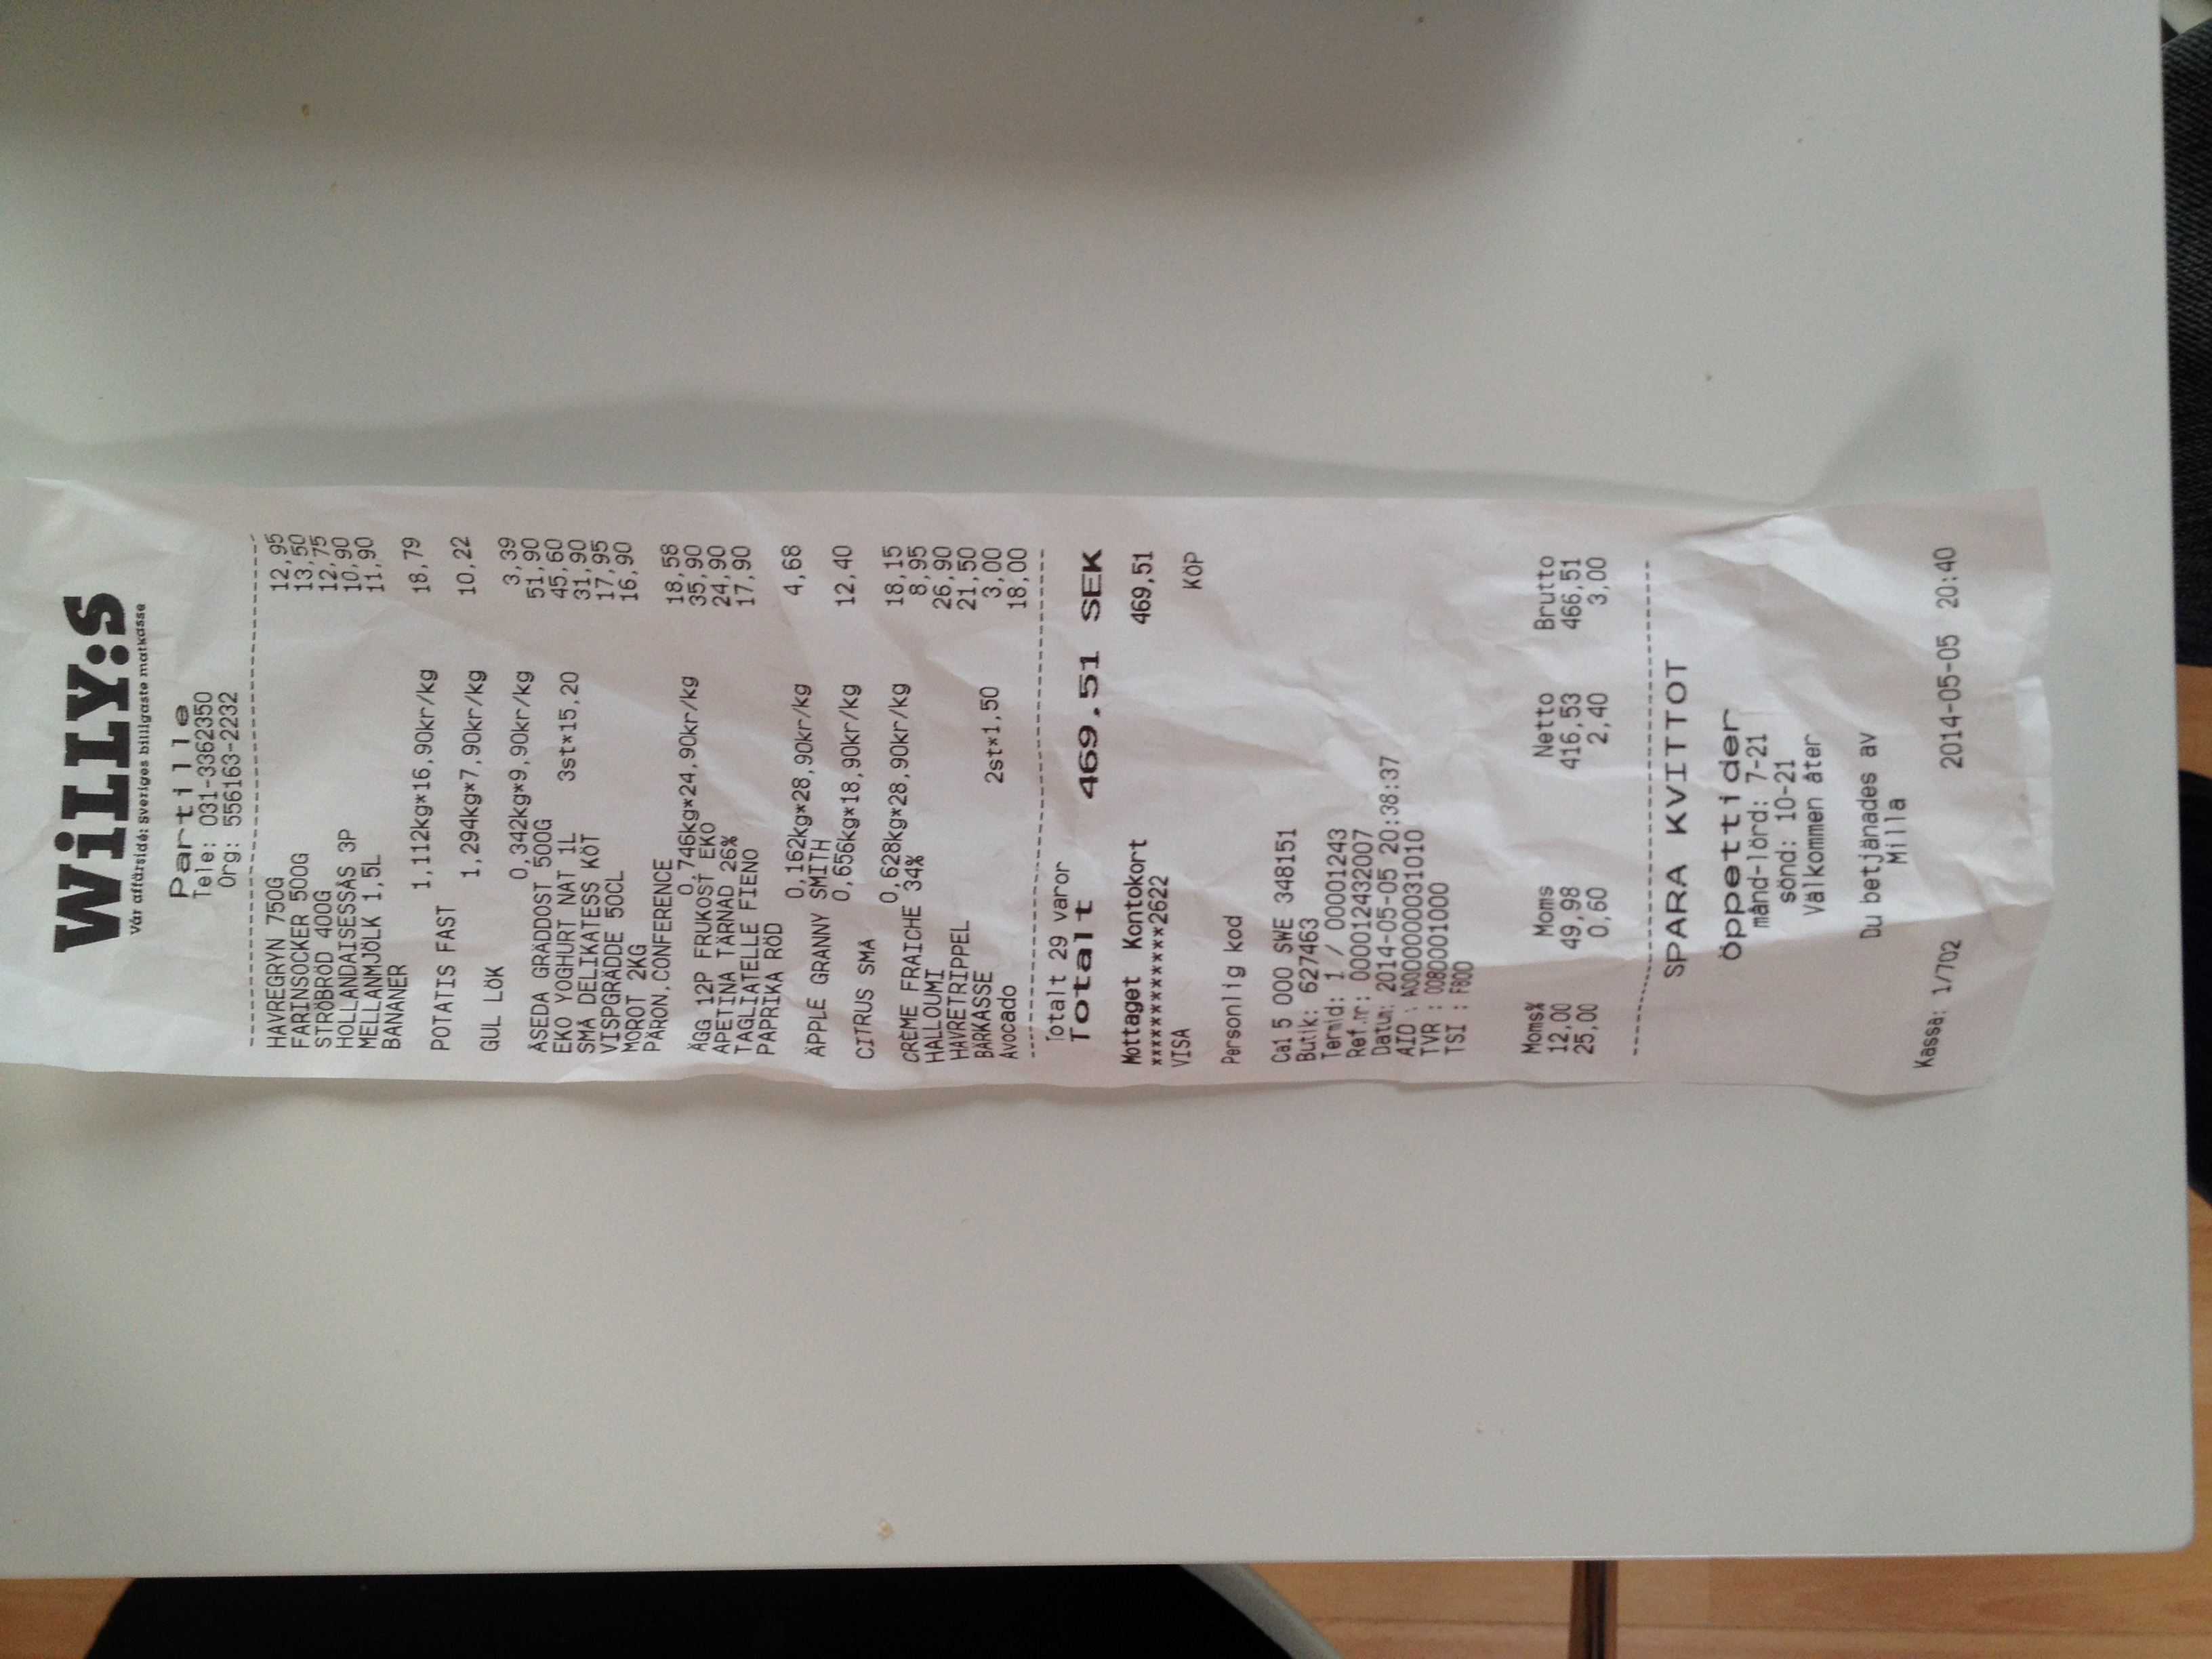 WiLLY:S
Vår affärsidé: Sveriges billigaste matkasse
Partille
Tele: 031-3362350
Org: 556163-2232
HAVREGRYN 750G 12,95
FARINSOCKER 500G 13,50
STRÖBRÖD 400G 12,75
HOLLANDAISESSÅS 3P 10,90
MELLANMJÖLK 1,5L 11,90
BANANER
1,112kg*16,90kr/kg 18,79
POTATIS FAST
1,294kg*7,90kr/kg 10,22
GUL LÖK
0,342kg*9,90kr/kg 3,39
ÅSEDA GRÄDDOST 500G 51,90
EKO YOGHURT NAT 1L 3st*15,20 45,60
SMÅ DELIKATESS KÖT 31,90
VISPGRÄDDE 50CL 17,95
MOROT 2KG 16,90
PÄRON,CONFERENCE
0,746kg*24,90kr/kg 18,58
ÄGG 12P FRUKOST EKO 35,90
APETINA TÄRNAD 26% 24,90
TAGLIATELLE FIENO 17,90
PAPRIKA RÖD
0,162kg*28,90kr/kg 4,68
ÄPPLE GRANNY SMITH
0,656kg*18,90kr/kg 12,40
CITRUS SMÅ
0,628kg*28,90kr/kg 18,15
CRÈME FRAICHE 34% 8,95
HALLOUMI 26,90
HAVRETRIPPEL 21,50
BÄRKASSE 2st*1,50 3,00
Avocado 18,00
Totalt 29 varor
Totalt 469.51 SEK
Mottaget Kontokort 469,51
************2622
VISA KÖP
Personlig kod
Ca1 5 000 SWE 348151
Butik: 627463
Termid: 1 / 00001243
Ref.nr: 000012432007
Datum: 2014-05-05 20:38:37
AID : A0000000031010
TVR : 0080001000
TSI : F800
Moms% Moms Netto Brutto
12,00 49,98 416,53 466,51
25,00 0,60 2,40 3,00
SPARA KVITTOT
Öppettider
månd-lörd: 7-21
sönd: 10-21
Välkommen åter
Du betjänades av
Milla
Kassa: 1/702 2014-05-05 20:40